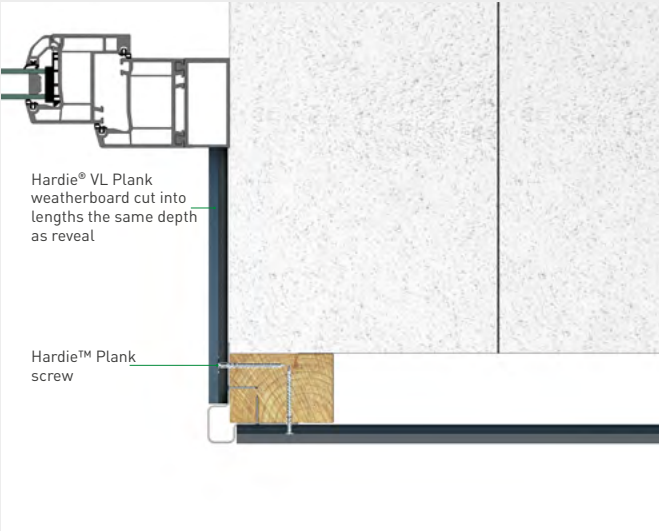 Hardie® VL Plank
weatherboard cut into
lengths the same depth
as reveal
Hardie™ Plank
screw